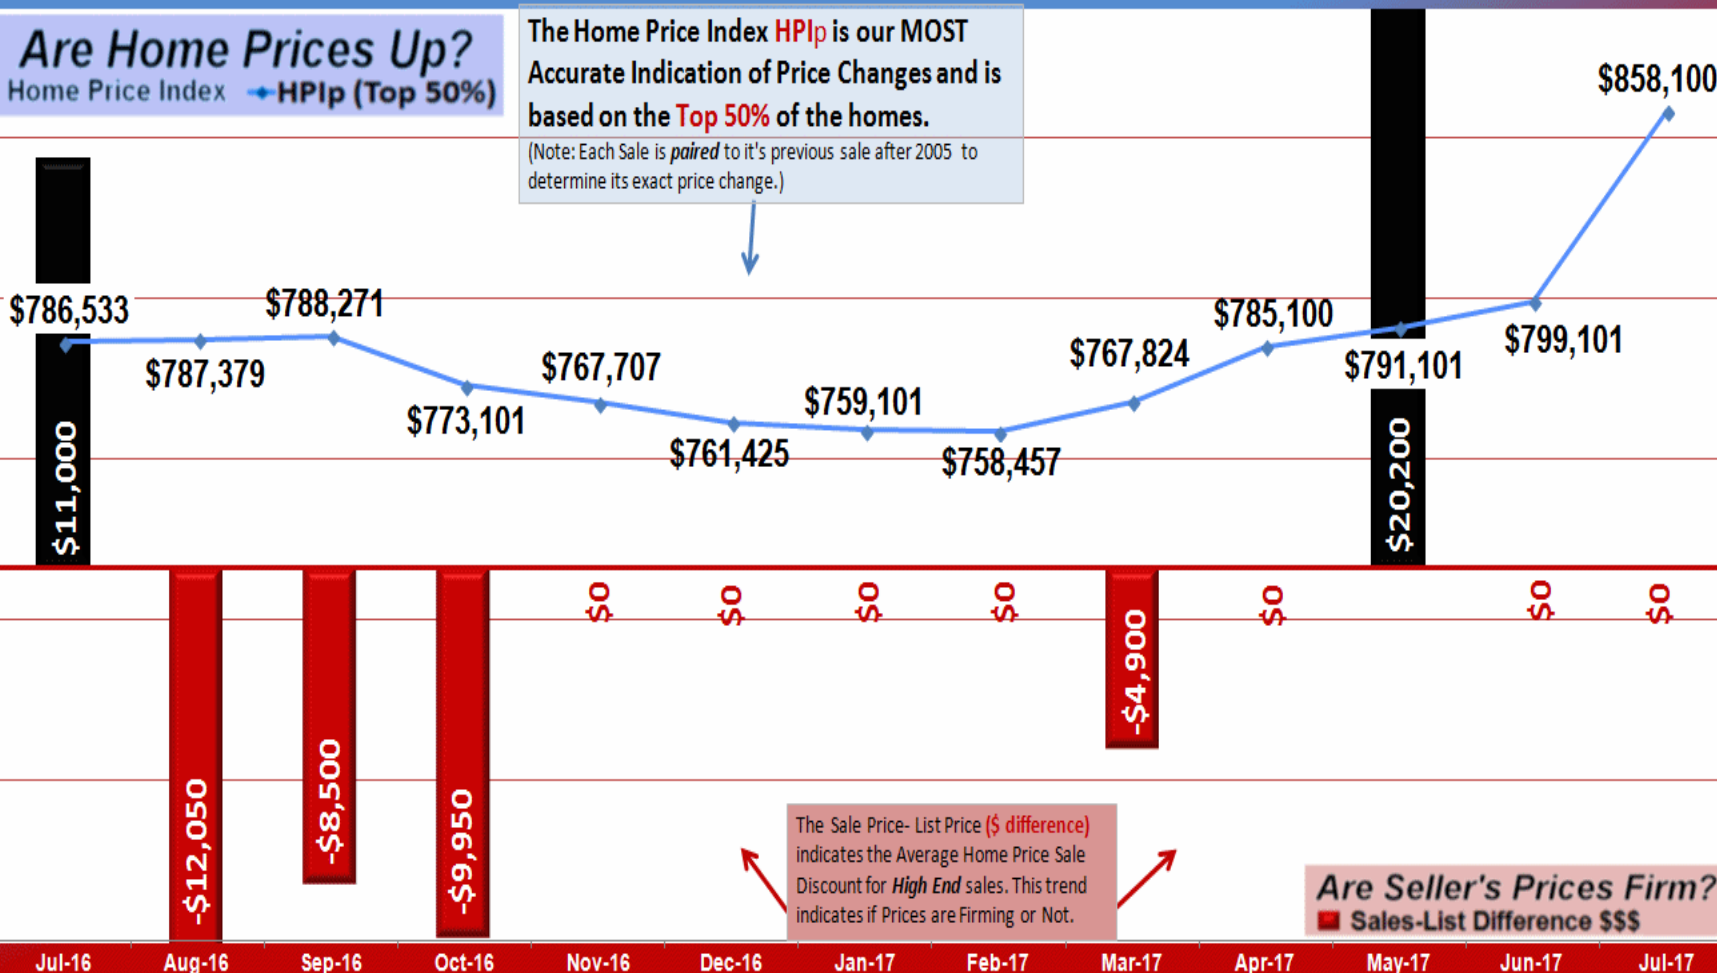 Are Home Prices Up?
Home Price Index HPIp (Top 50%)
The Home Price Index HPIp is our MOST
Accurate Indication of Price Changes and is
based on the Top 50% of the homes.
(Note: Each Sale is paired to it's previous sale after 2005 to
determine its exact price change.)
$858,100
$786,533
$787,379
$788,271
$773,101
$767,707
$761,425
$759,101
$758,457
$767,824
$785,100
$791,101
$799,101
$11,000
-$12,050
-$8,500
-$9,950
$0
$0
$0
$0
-$4,900
$0
$20,200
$0
$0
The Sale Price- List Price ($ difference)
indicates the Average Home Price Sale
Discount for High End sales. This trend
indicates if Prices are Firming or Not.
Are Seller's Prices Firm?
Sales-List Difference $$$
Jul-16 Aug-16 Sep-16 Oct-16 Nov-16 Dec-16 Jan-17 Feb-17 Mar-17 Apr-17 May-17 Jun-17 Jul-17